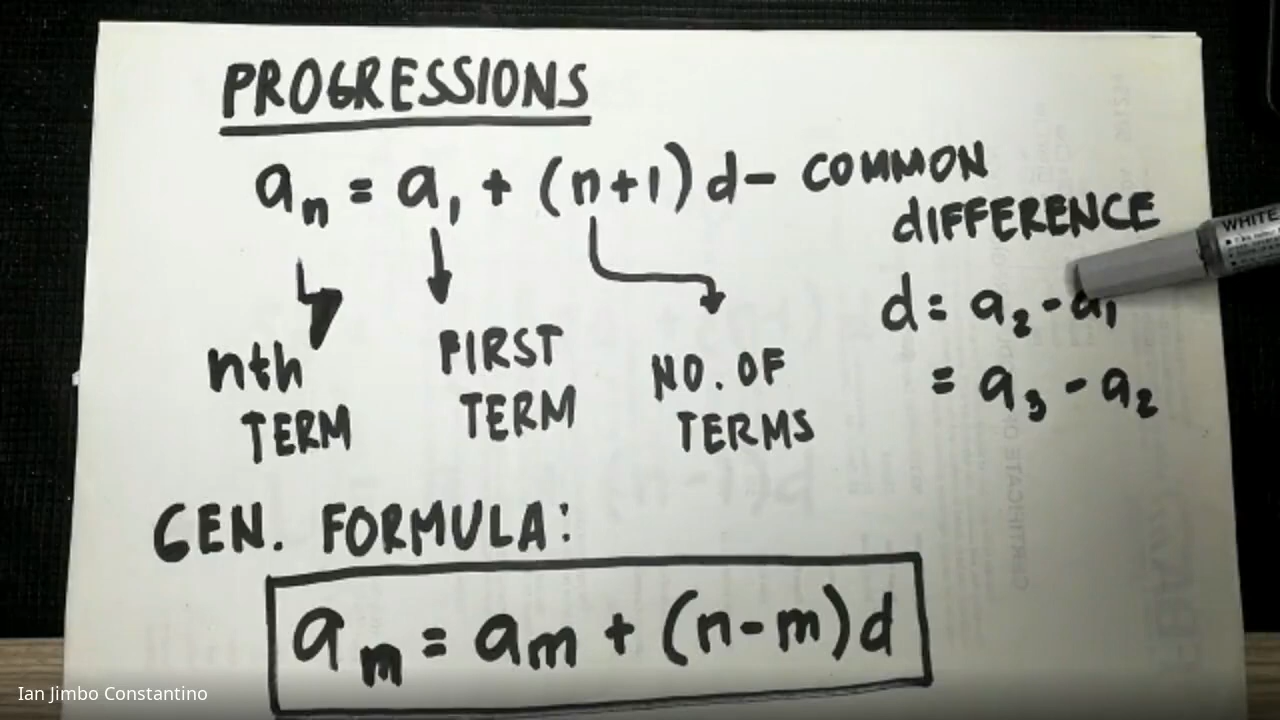 PROGRESSIONS
aₙ = a₁ + (n+1) d - COMMON
DIFFERENCE
d = a₂ - a₁
= a₃ - a₂
nth
TERM
FIRST
TERM
NO. OF
TERMS
GEN. FORMULA:
aₘ = am + (n-m)d
WHITE
Ian Jimbo Constantino